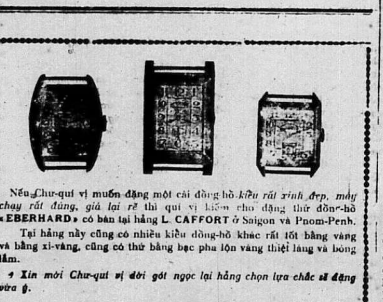 Nếu Chư-quí vị muốn đặng một cái đồng-hồ kiểu rất xinh đẹp, máy
chạy rất đúng, giá lại rẻ thì quí vị kiếm cho đặng thứ đồng-hồ
«EBERHARD» có bán tại hảng L. CAFFORT ở Saigon và Pnom-Penh.
Tại hảng nầy cũng có nhiều kiểu đồng-hồ khác rất tốt bằng vàng
và bằng xi-vàng, cũng có thứ bằng bạc pha lộn vàng thiệt láng và bóng
lắm.
Xin mời Chư-quí vị dời gót ngọc lại hảng chọn lựa chắc sẽ đặng
vừa ý.